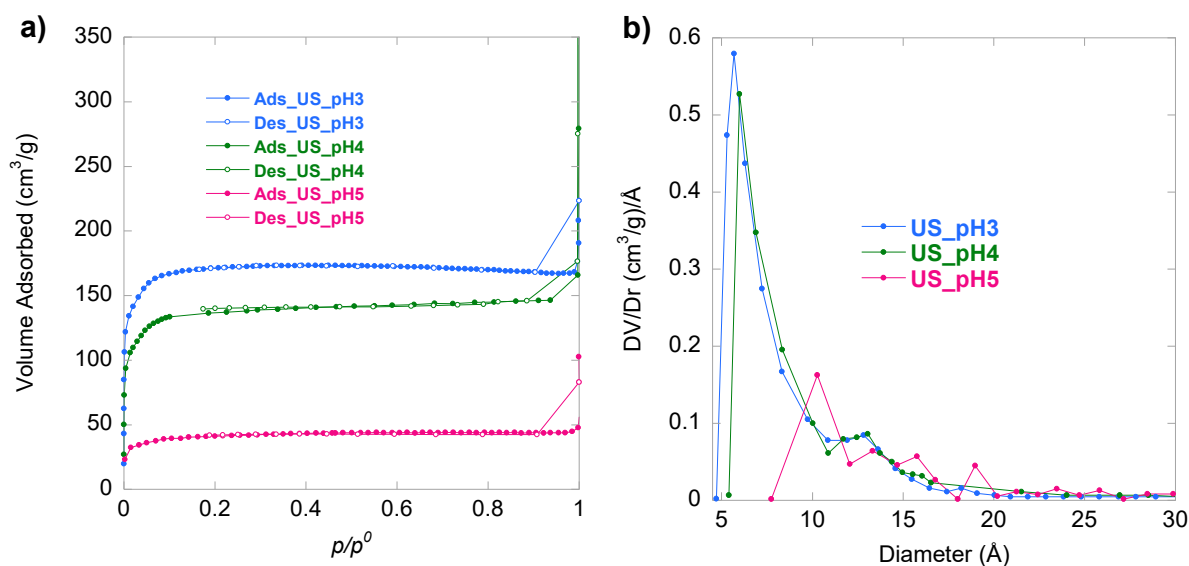 a)
Volume Adsorbed (cm³/g)
350
300
250
200
150
100
50
0
Ads_US_pH3
Des_US_pH3
Ads_US_pH4
Des_US_pH4
Ads_US_pH5
Des_US_pH5
0 0.2 0.4 0.6 0.8 1
p/p⁰
b)
DV/Dr (cm³/g)/Å
0.6
0.5
0.4
0.3
0.2
0.1
0
US_pH3
US_pH4
US_pH5
5 10 15 20 25 30
Diameter (Å)